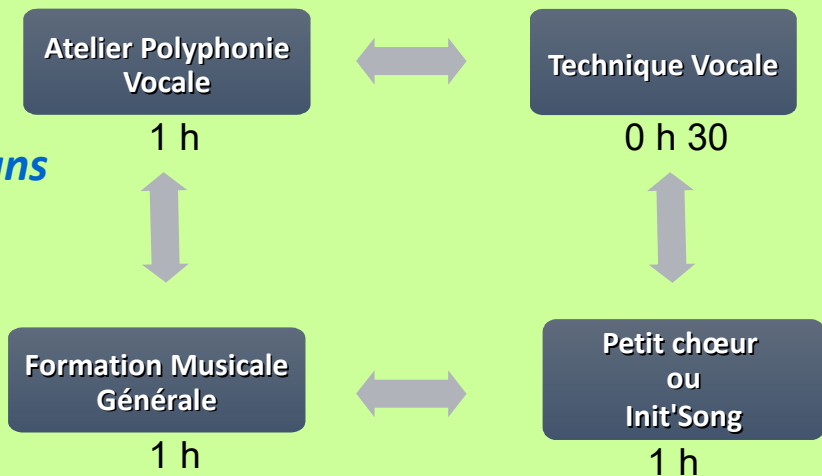 Atelier Polyphonie
Vocale
1 h
Technique Vocale
0 h 30
Formation Musicale
Générale
1 h
Petit chœur
ou
Init'Song
1 h